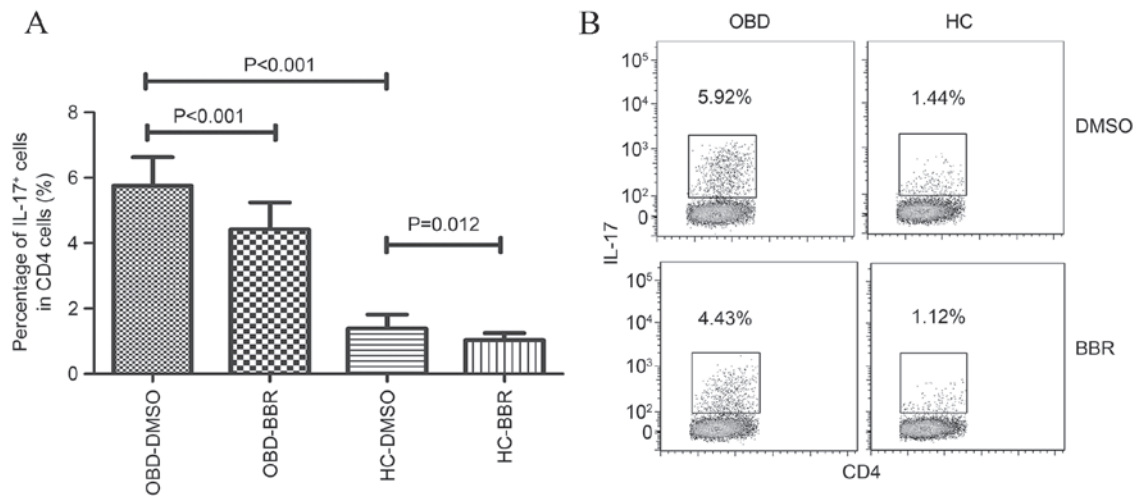 A
P<0.001
P<0.001
P=0.012
Percentage of IL-17⁺ cells
in CD4 cells (%)
8
6
4
2
0
OBD-DMSO
OBD-BBR
HC-DMSO
HC-BBR
B
OBD
HC
10⁵
10⁴
10³
10²
0
5.92%
1.44%
DMSO
IL-17
10⁵
10⁴
10³
10²
0
4.43%
1.12%
BBR
CD4